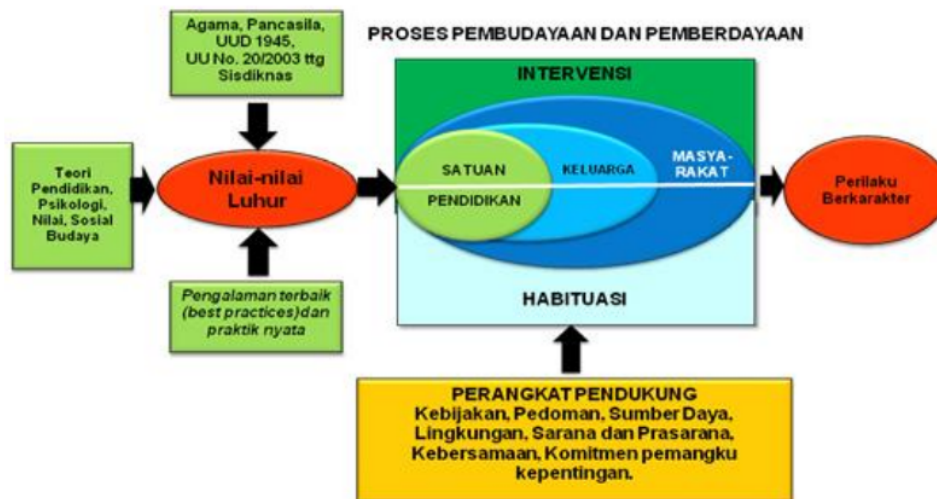 Agama, Pancasila,
UUD 1945,
UU No. 20/2003 ttg
Sisdiknas
PROSES PEMBUDAYAAN DAN PEMBERDAYAAN
INTERVENSI
Teori
Pendidikan,
Psikologi,
Nilai, Sosial
Budaya
Nilai-nilai
Luhur
SATUAN
PENDIDIKAN
KELUARGA
MASYA-
RAKAT
Perilaku
Berkarakter
Pengalaman terbaik
(best practices)dan
praktik nyata
HABITUASI
PERANGKAT PENDUKUNG
Kebijakan, Pedoman, Sumber Daya,
Lingkungan, Sarana dan Prasarana,
Kebersamaan, Komitmen pemangku
kepentingan.